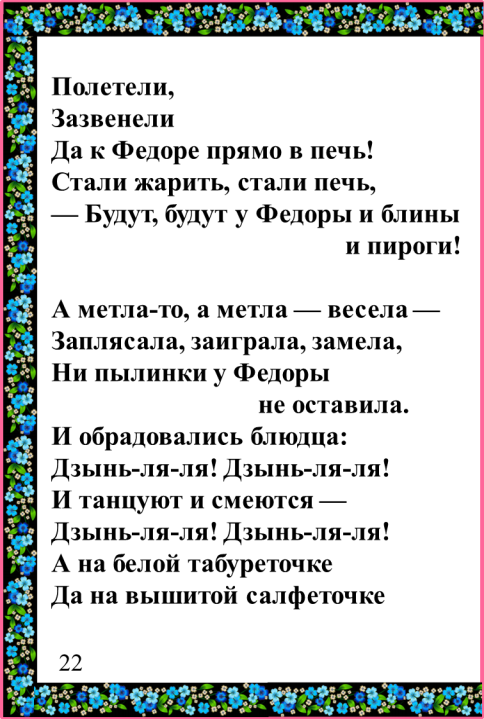 Полетели,
Зазвенели
Да к Федоре прямо в печь!
Стали жарить, стали печь,
— Будут, будут у Федоры и блины
и пироги!
А метла-то, а метла — весела —
Заплясала, заиграла, замела,
Ни пылинки у Федоры
не оставила.
И обрадовались блюдца:
Дзынь-ля-ля! Дзынь-ля-ля!
И танцуют и смеются —
Дзынь-ля-ля! Дзынь-ля-ля!
А на белой табуреточке
Да на вышитой салфеточке
22